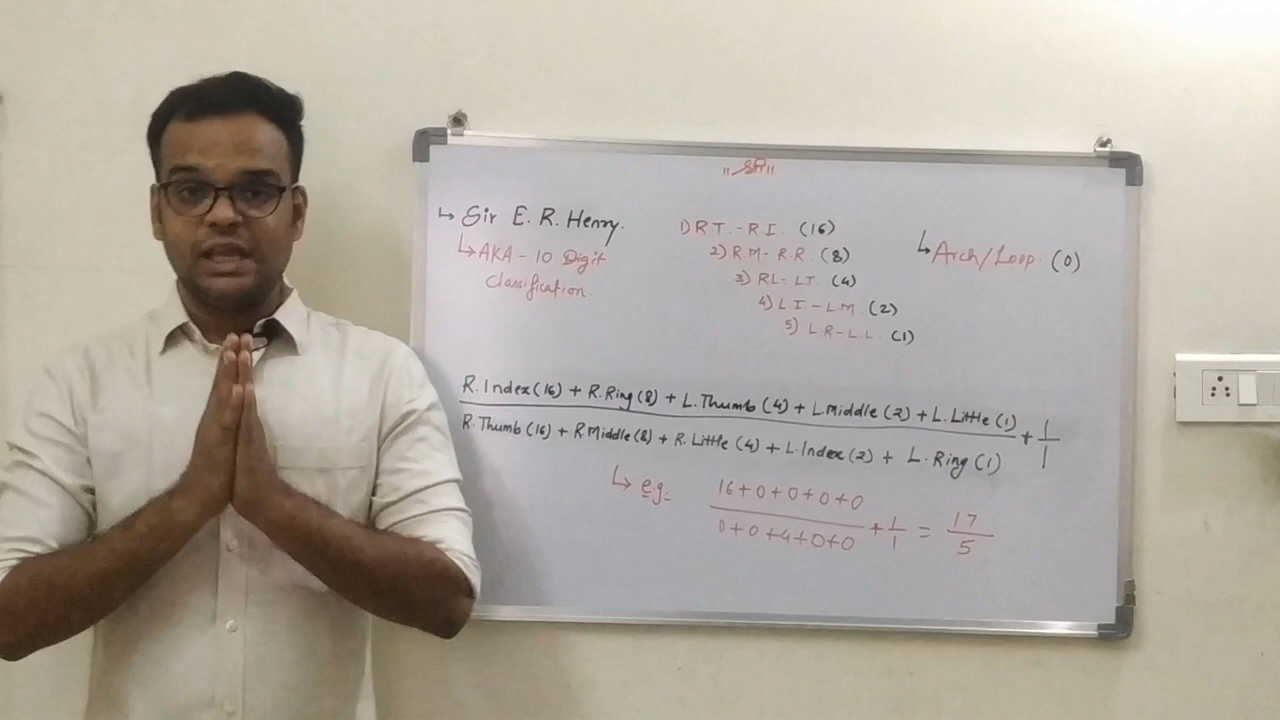 ॥ श्री ॥
↳ Sir E. R. Henry.
↳ AKA - 10 Digit
Classification.
1) R T. - R I. (16)
2) R.M - R.R. (8)
3) RL - LT. (4)
4) L I. - L.M. (2)
5) L.R - L.L. (1)
↳ Arch/Loop. (0)
R.Index(16) + R.Ring(8) + L.Thumb(4) + L.Middle(2) + L.Little(1) + 1
R.Thumb(16) + R.Middle(8) + R.Little(4) + L.Index(2) + L.Ring(1) 1
↳ e.g. 16+0+0+0+0 + 1 = 17
0+0+4+0+0 1 5